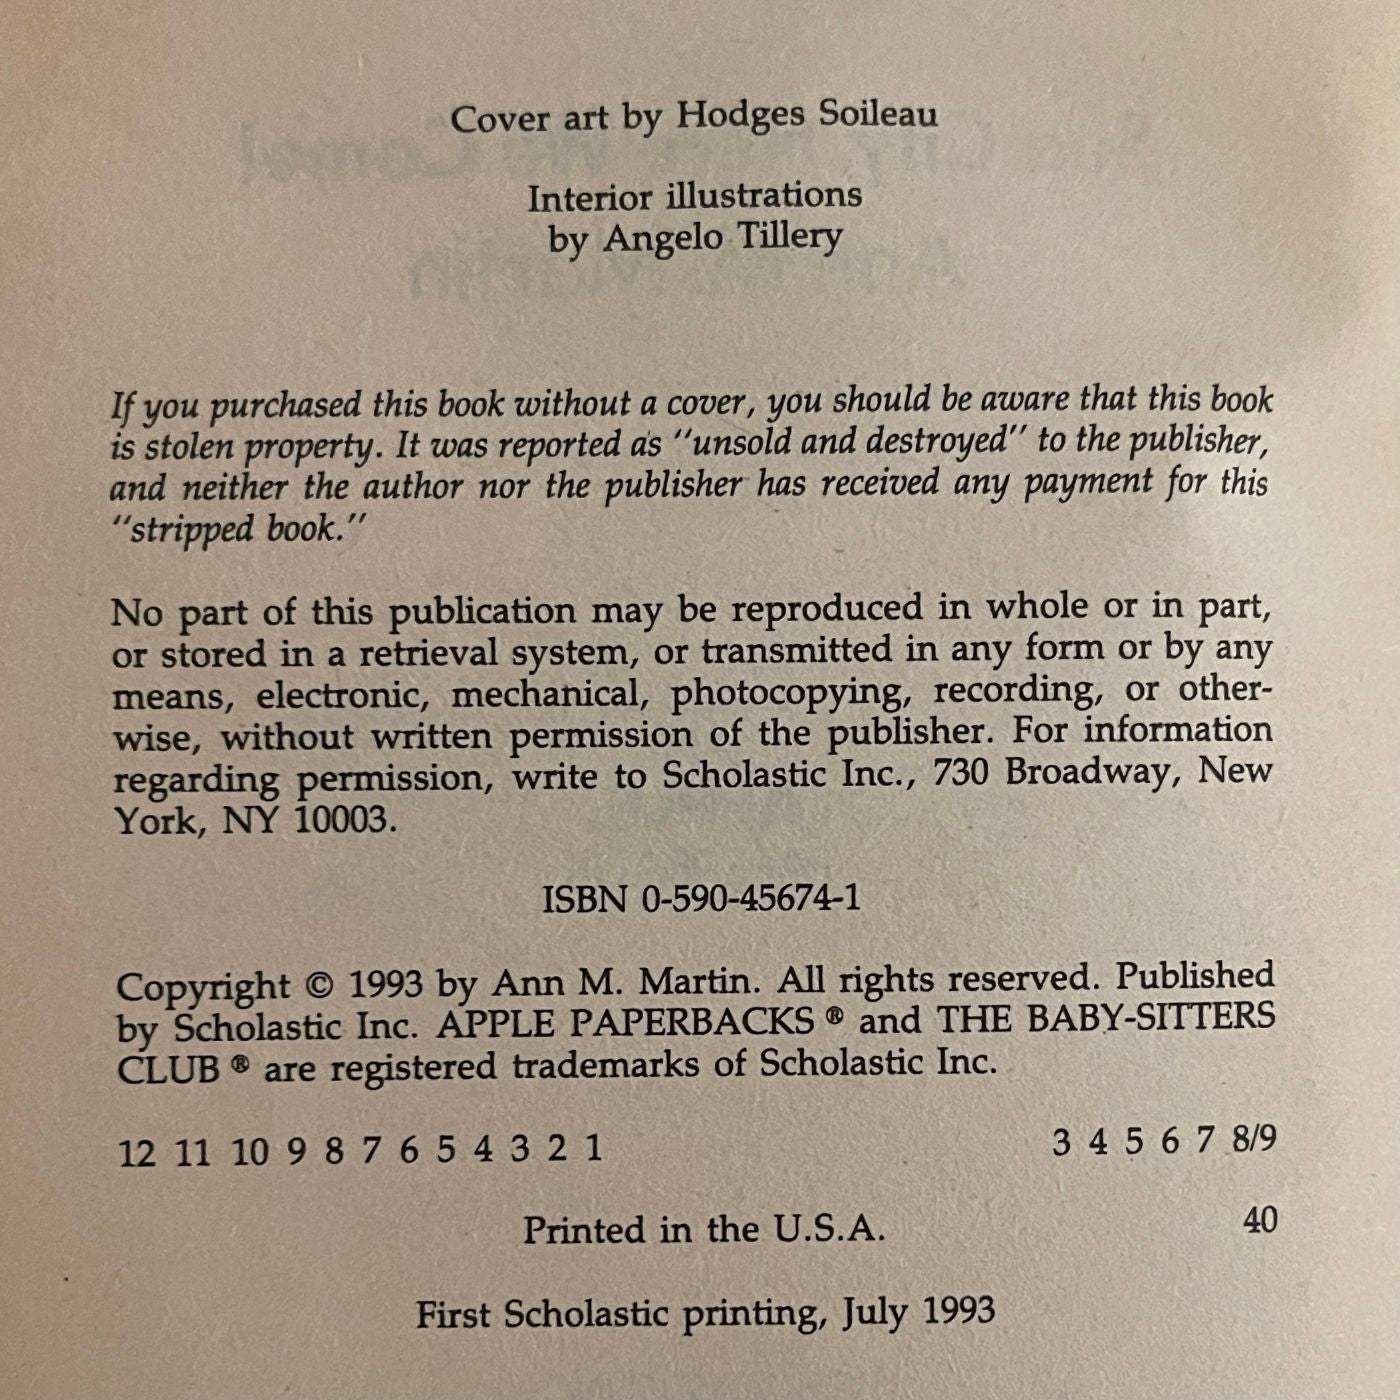 Cover art by Hodges Soileau
Interior illustrations
by Angelo Tillery
If you purchased this book without a cover, you should be aware that this book
is stolen property. It was reported as "unsold and destroyed" to the publisher,
and neither the author nor the publisher has received any payment for this
"stripped book."
No part of this publication may be reproduced in whole or in part,
or stored in a retrieval system, or transmitted in any form or by any
means, electronic, mechanical, photocopying, recording, or other-
wise, without written permission of the publisher. For information
regarding permission, write to Scholastic Inc., 730 Broadway, New
York, NY 10003.
ISBN 0-590-45674-1
Copyright © 1993 by Ann M. Martin. All rights reserved. Published
by Scholastic Inc. APPLE PAPERBACKS ® and THE BABY-SITTERS
CLUB ® are registered trademarks of Scholastic Inc.
12 11 10 9 8 7 6 5 4 3 2 1 3 4 5 6 7 8/9
Printed in the U.S.A. 40
First Scholastic printing, July 1993